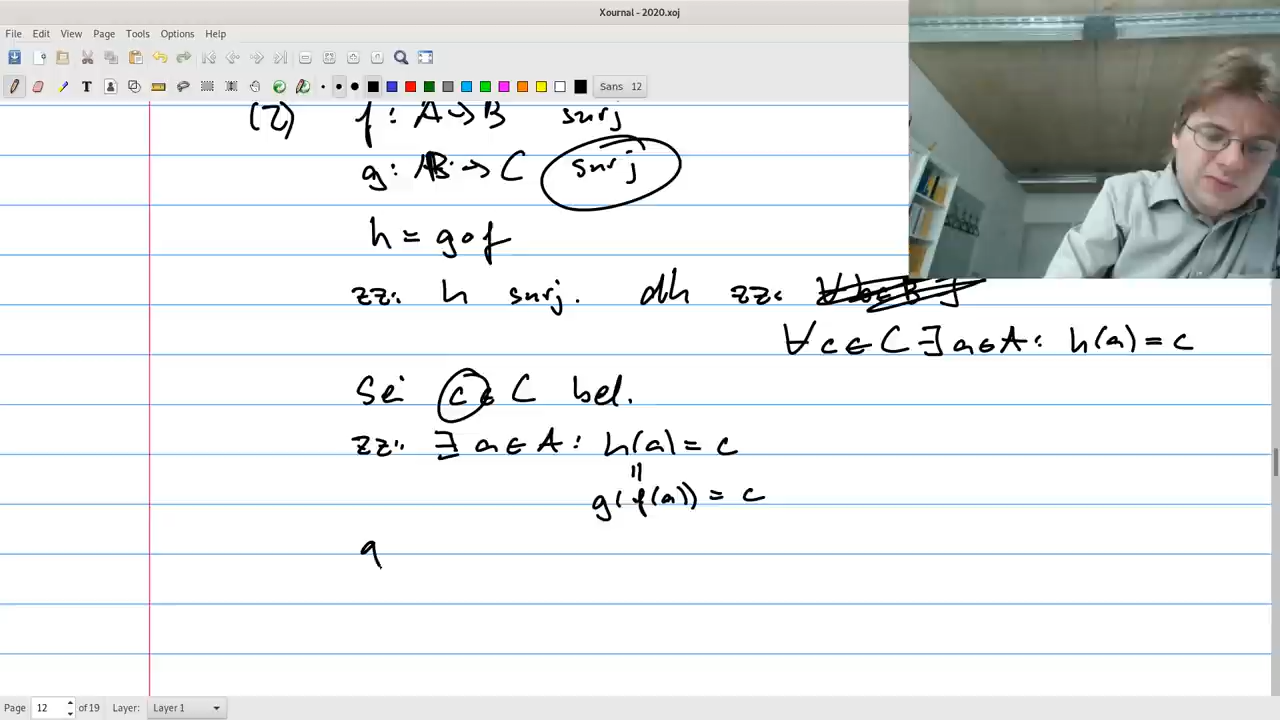 Xournal - 2020.xoj
File Edit View Page Tools Options Help
T Sans 12
(2) f : A → B surj
g : B → C surj
h = g∘f
zz: h surj. dh zz:
∀ c ∈ C ∃ a ∈ A : h(a) = c
Sei c ∈ C bel.
zz: ∃ a ∈ A : h(a) = c
||
g(f(a)) = c
g
Page 12 of 19 Layer: Layer 1